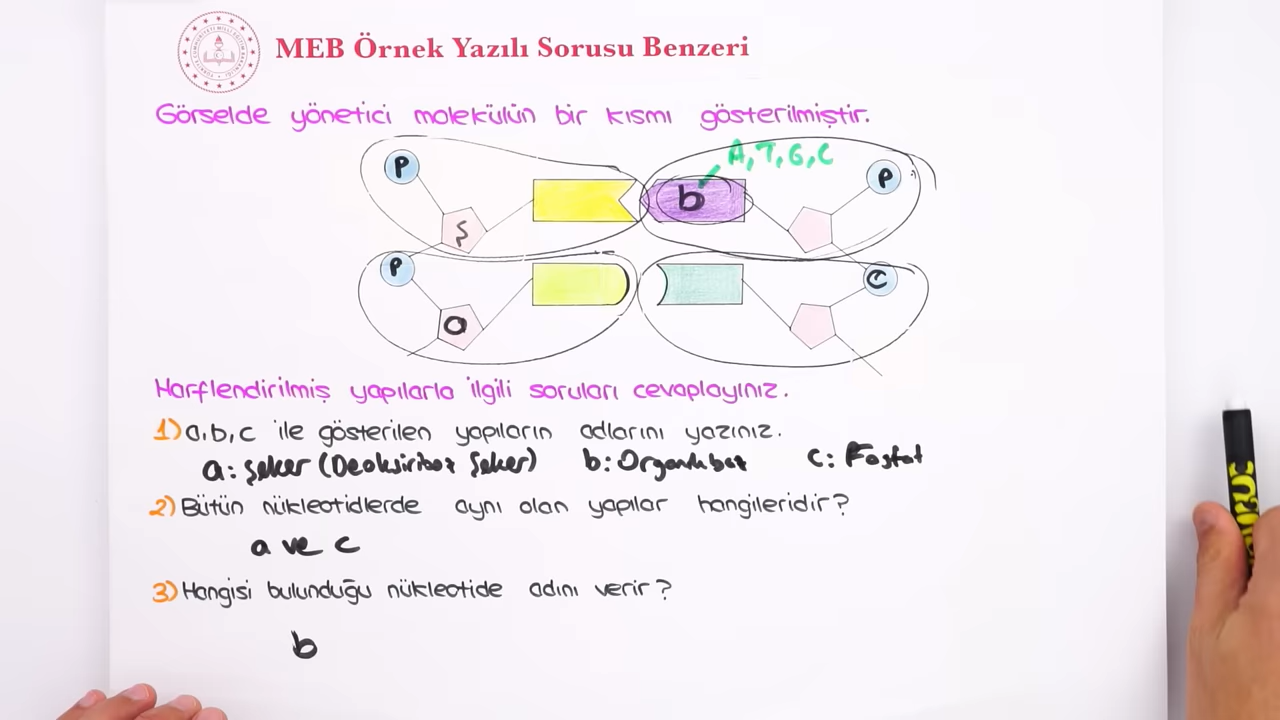 MEB Örnek Yazılı Sorusu Benzeri
Görselde yönetici molekülün bir kısmı gösterilmiştir.
A, T, G, C
P
b
P
Ş
P
C
a
Harflendirilmiş yapılarla ilgili soruları cevaplayınız.
1) a,b,c ile gösterilen yapıların adlarını yazınız.
a: Şeker (Deoksiriboz Şeker) b: Organik baz c: Fosfat
2) Bütün nükleotidlerde aynı olan yapılar hangileridir?
a ve c
3) Hangisi bulunduğu nükleotide adını verir?
b